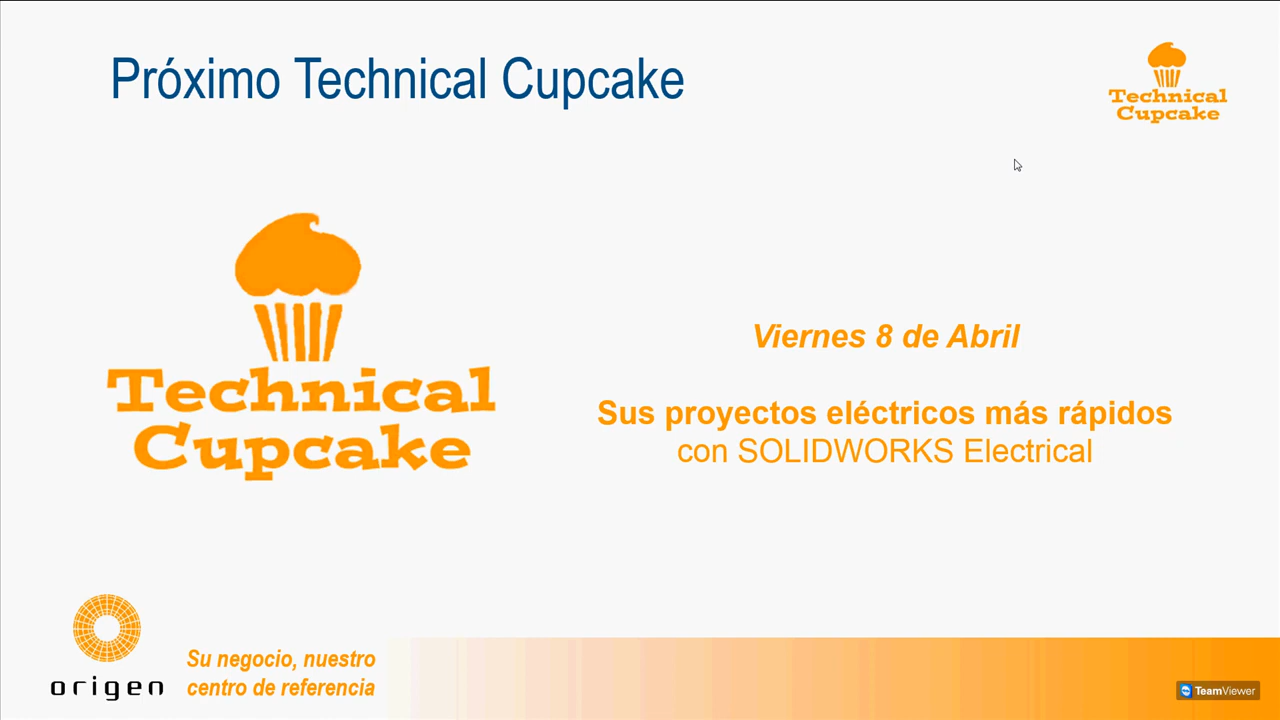 Próximo Technical Cupcake
Technical
Cupcake
Technical
Cupcake
Viernes 8 de Abril
Sus proyectos eléctricos más rápidos
con SOLIDWORKS Electrical
origen
Su negocio, nuestro
centro de referencia
TeamViewer